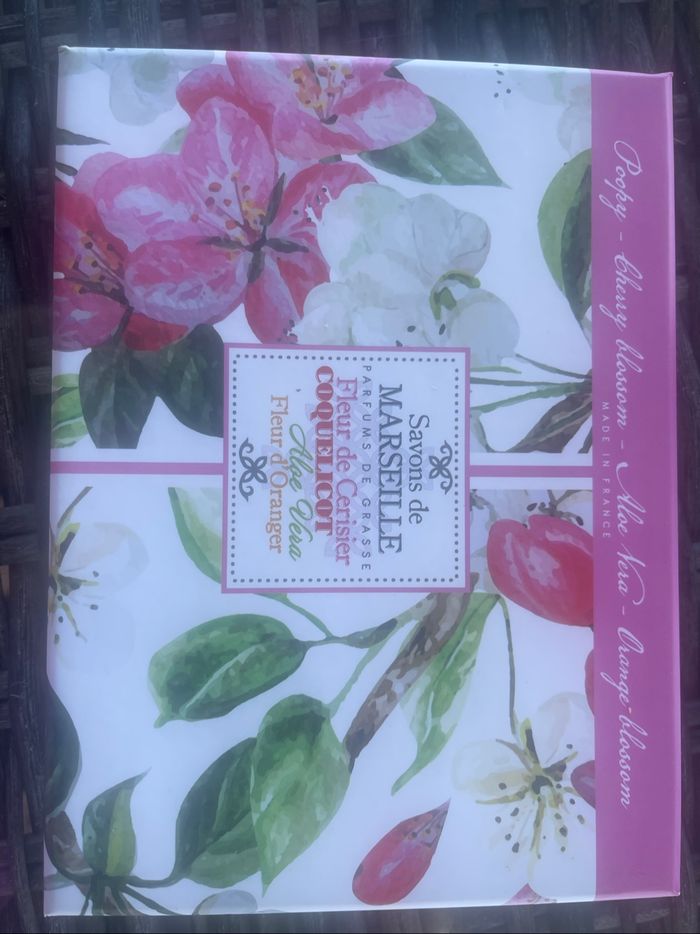 Poopy - Cherry blossom - Aloe Vera - Orange-blossom
MADE IN FRANCE
Savons de
MARSEILLE
PARFUMS DE GRASSE
Fleur de Cerisier
COQUELICOT
Aloe Vera
Fleur d'Oranger